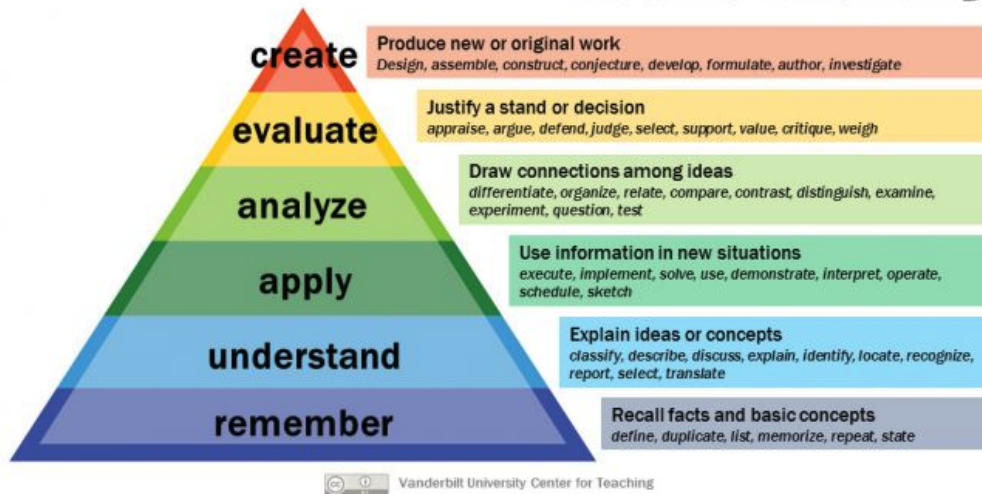 create
Produce new or original work
Design, assemble, construct, conjecture, develop, formulate, author, investigate
evaluate
Justify a stand or decision
appraise, argue, defend, judge, select, support, value, critique, weigh
analyze
Draw connections among ideas
differentiate, organize, relate, compare, contrast, distinguish, examine,
experiment, question, test
apply
Use information in new situations
execute, implement, solve, use, demonstrate, interpret, operate,
schedule, sketch
understand
Explain ideas or concepts
classify, describe, discuss, explain, identify, locate, recognize,
report, select, translate
remember
Recall facts and basic concepts
define, duplicate, list, memorize, repeat, state
cc
Vanderbilt University Center for Teaching